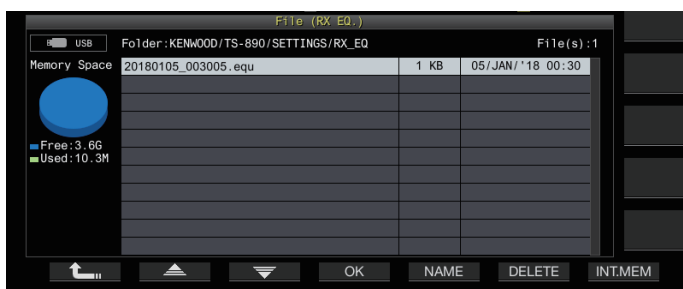 File (RX EQ.)
USB Folder:KENWOOD/TS-890/SETTINGS/RX_EQ File(s):1
Memory Space 20180105_003005.equ 1 KB 05/JAN/'18 00:30
Free:3.6G
Used:10.3M
OK NAME DELETE INT.MEM